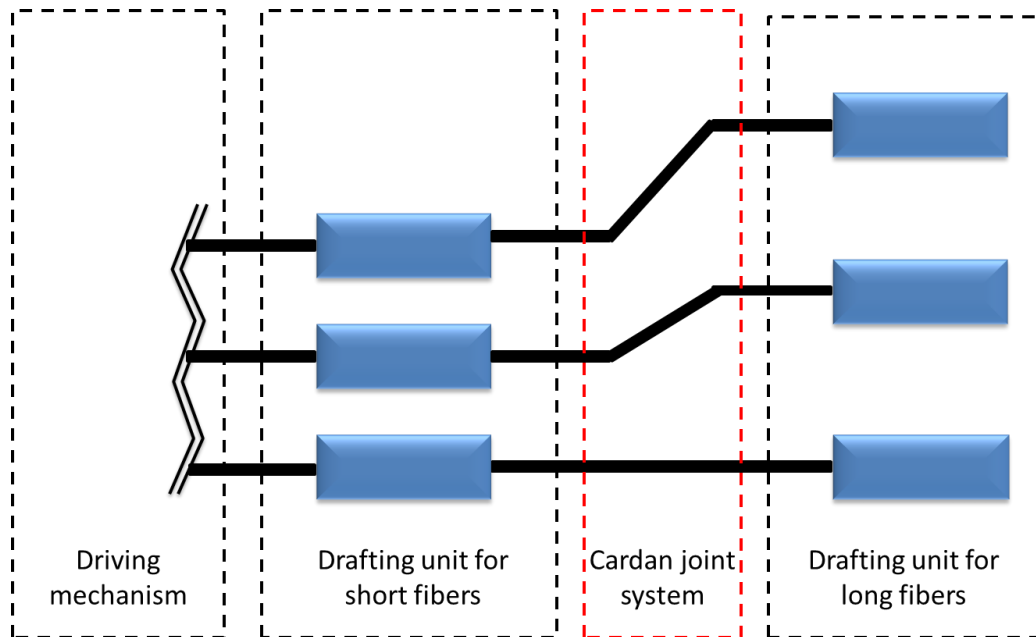 Driving
mechanism
Drafting unit for
short fibers
Cardan joint
system
Drafting unit for
long fibers